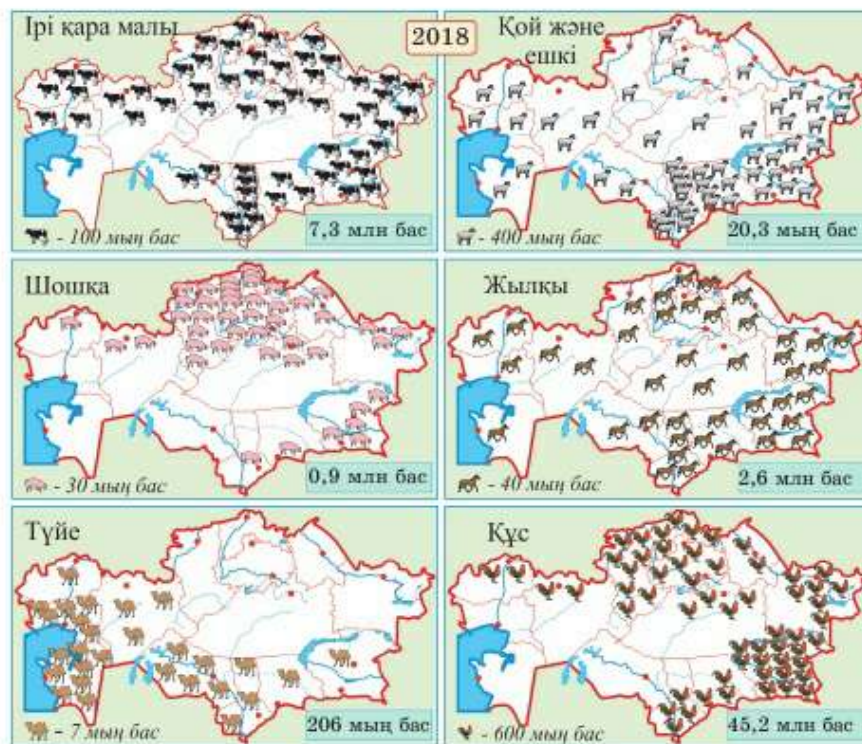 Ірі қара малы
2018
- 100 мың бас
7,3 млн бас
Қой және
ешкі
- 400 мың бас
20,3 мың бас
Шошқа
- 30 мың бас
0,9 млн бас
Жылқы
- 40 мың бас
2,6 млн бас
Түйе
- 7 мың бас
206 мың бас
Құс
- 600 мың бас
45,2 млн бас